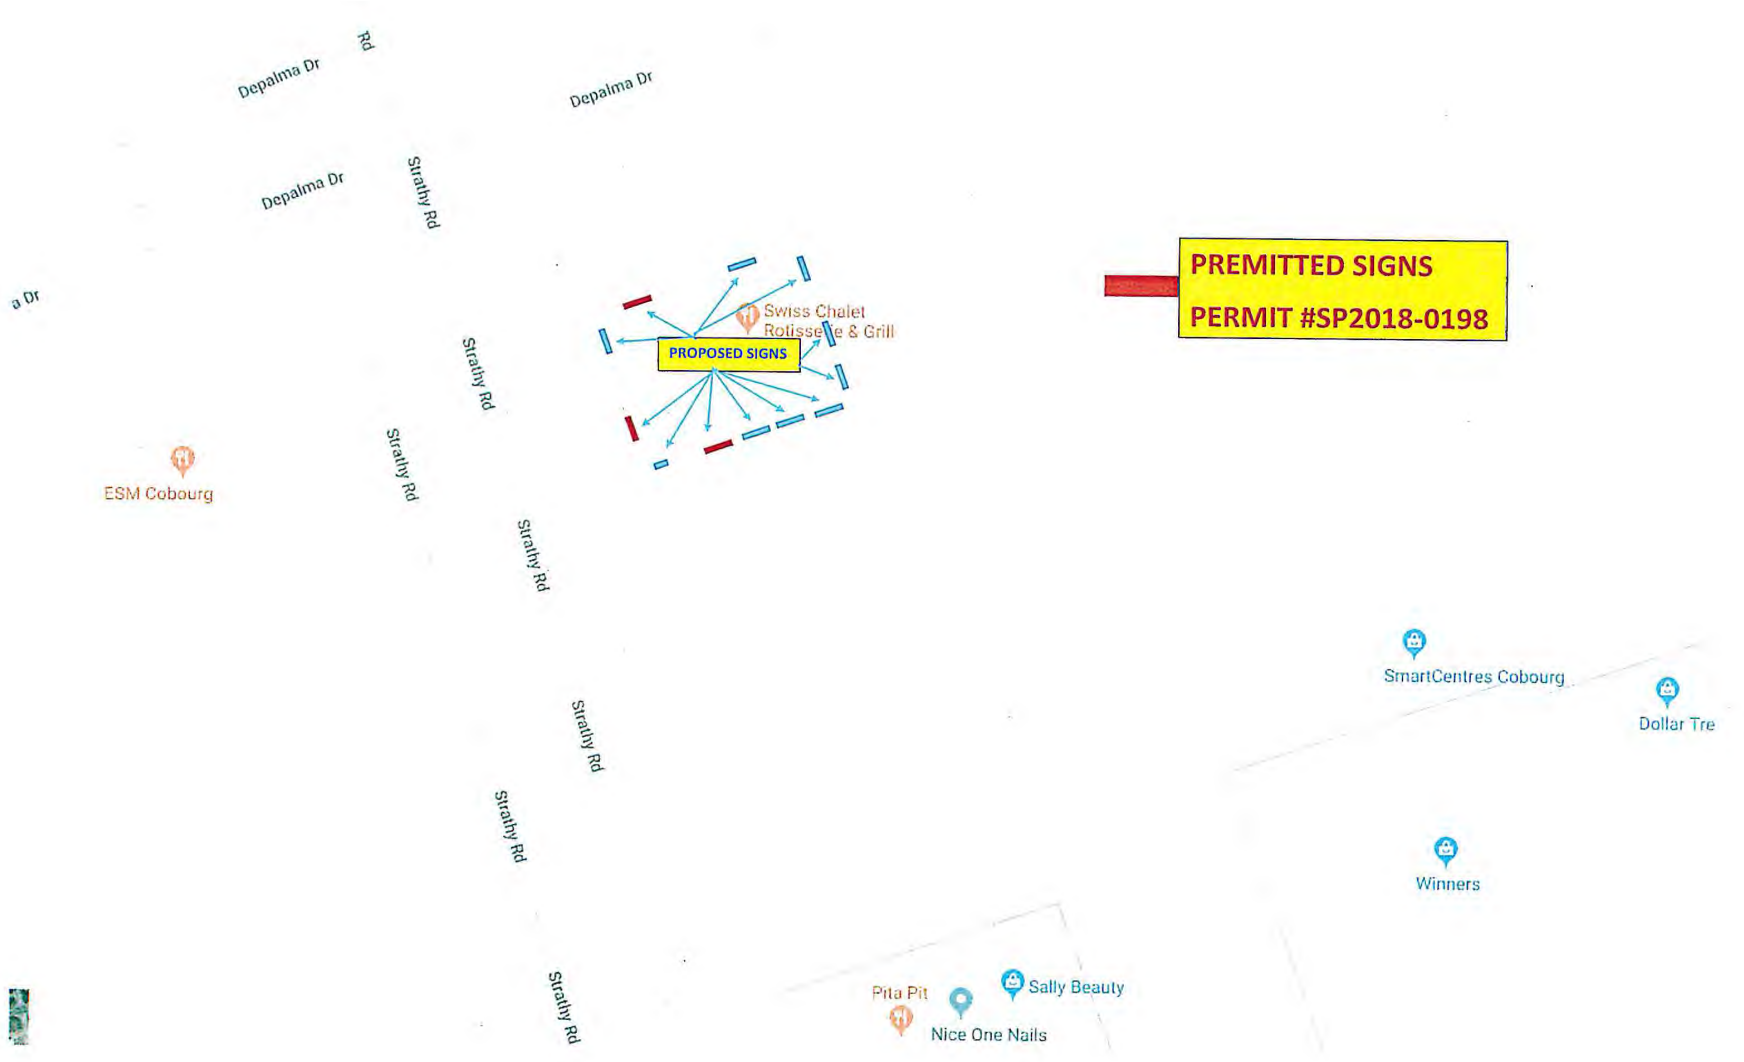 Rd
Depalma Dr
Depalma Dr
Strathy Rd
Depalma Dr
a Dr
PREMITTED SIGNS
PERMIT #SP2018-0198
Swiss Chalet
Rotisserie & Grill
PROPOSED SIGNS
Strathy Rd
Strathy Rd
ESM Cobourg
Strathy Rd
SmartCentres Cobourg
Dollar Tre
Strathy Rd
Strathy Rd
Winners
Strathy Rd
Sally Beauty
Pita Pit
Nice One Nails